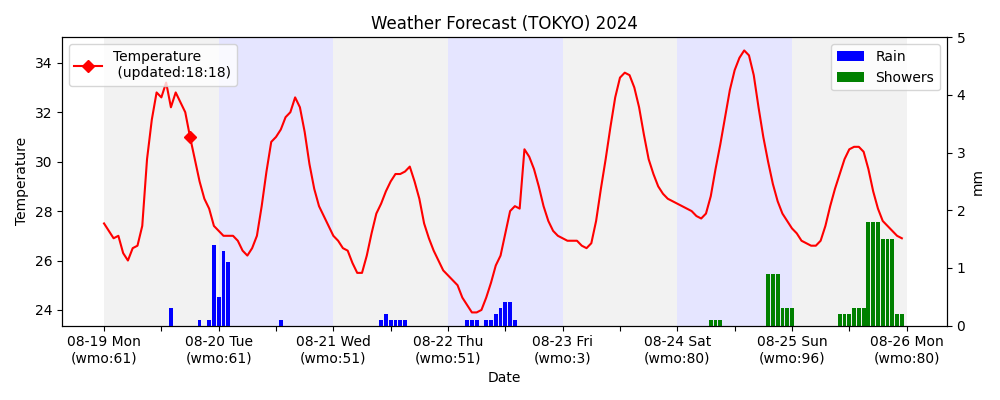 Weather Forecast (TOKYO) 2024
Temperature
(updated:18:18)
Rain
Showers
Temperature
34
32
30
28
26
24
5
4
3
2
1
0
mm
08-19 Mon
(wmo:61)
08-20 Tue
(wmo:61)
08-21 Wed
(wmo:51)
08-22 Thu
(wmo:51)
08-23 Fri
(wmo:3)
08-24 Sat
(wmo:80)
08-25 Sun
(wmo:96)
08-26 Mon
(wmo:80)
Date